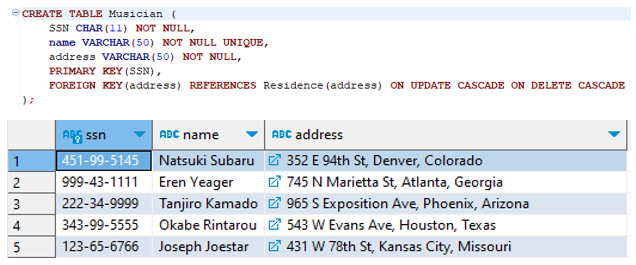 CREATE TABLE Musician (
SSN CHAR(11) NOT NULL,
name VARCHAR(50) NOT NULL UNIQUE,
address VARCHAR(50) NOT NULL,
PRIMARY KEY(SSN),
FOREIGN KEY(address) REFERENCES Residence(address) ON UPDATE CASCADE ON DELETE CASCADE
);
ABC ssn ABC name ABC address
1 451-99-5145 Natsuki Subaru 352 E 94th St, Denver, Colorado
2 999-43-1111 Eren Yeager 745 N Marietta St, Atlanta, Georgia
3 222-34-9999 Tanjiro Kamado 965 S Exposition Ave, Phoenix, Arizona
4 343-99-5555 Okabe Rintarou 543 W Evans Ave, Houston, Texas
5 123-65-6766 Joseph Joestar 431 W 78th St, Kansas City, Missouri